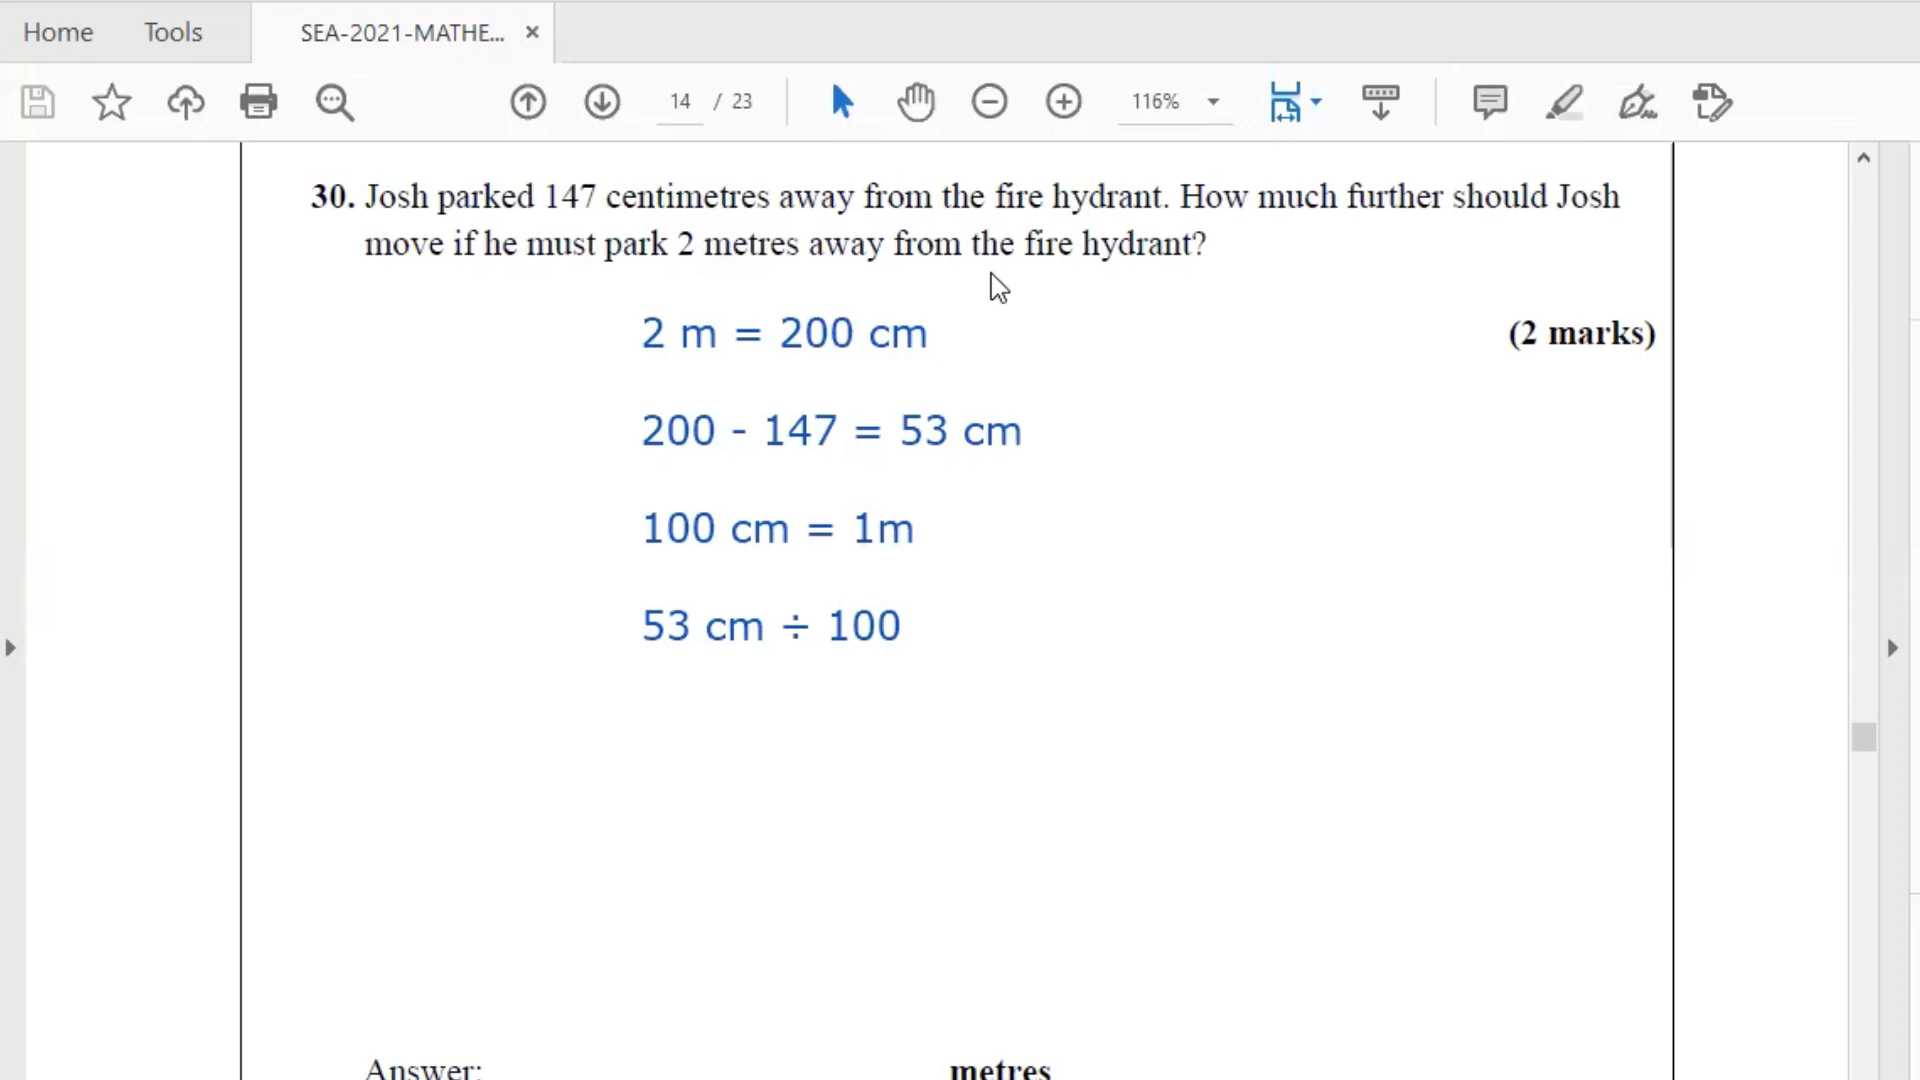 Home Tools SEA-2021-MATHE... ×
14 / 23 116%
30. Josh parked 147 centimetres away from the fire hydrant. How much further should Josh
move if he must park 2 metres away from the fire hydrant?
2 m = 200 cm
(2 marks)
200 - 147 = 53 cm
100 cm = 1m
53 cm ÷ 100
Answer: metres